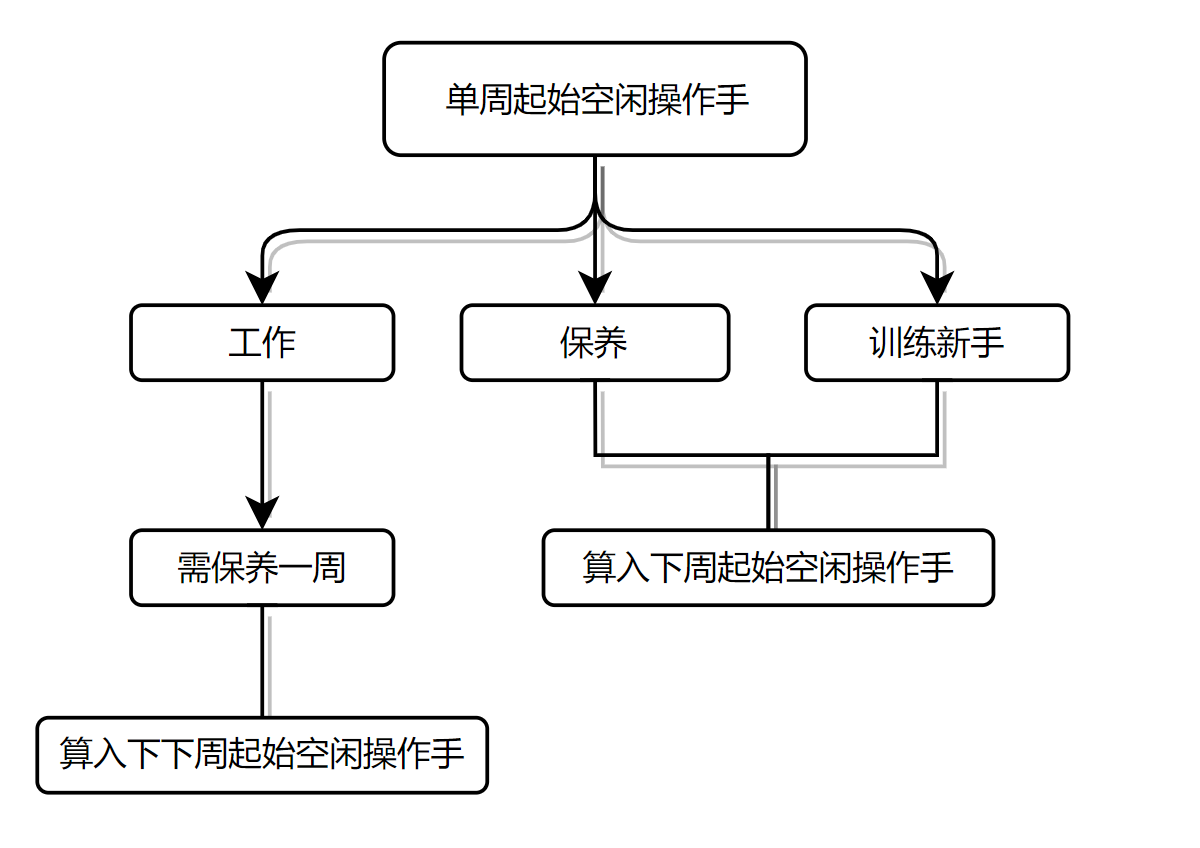 单周起始空闲操作手
工作
保养
训练新手
需保养一周
算入下周起始空闲操作手
算入下下周起始空闲操作手